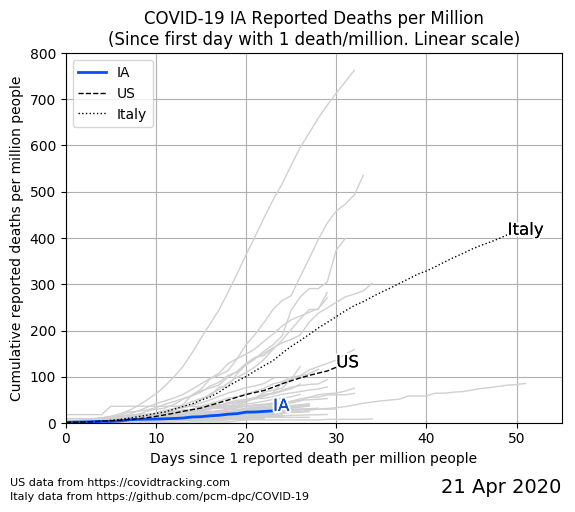 COVID-19 IA Reported Deaths per Million
(Since first day with 1 death/million. Linear scale)
Cumulative reported deaths per million people
800
700
600
500
400
300
200
100
0
IA
US
Italy
Italy
US
IA
0 10 20 30 40 50
Days since 1 reported death per million people
US data from https://covidtracking.com
Italy data from https://github.com/pcm-dpc/COVID-19
21 Apr 2020